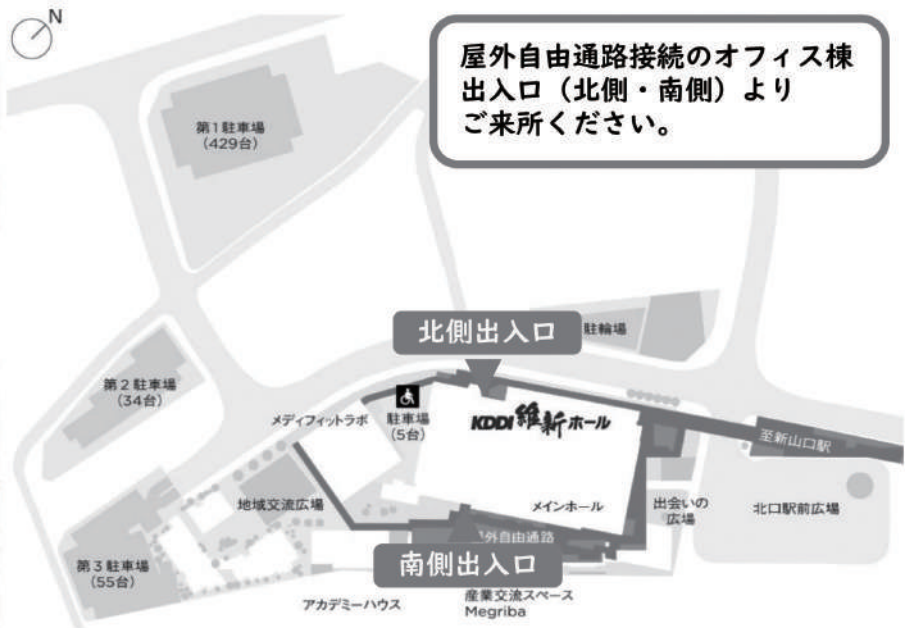 N
屋外自由通路接続のオフィス棟
出入口（北側・南側）より
ご来所ください。
第1駐車場
(429台)
北側出入口
駐輪場
第2駐車場
(34台)
メディフィットラボ
駐車場
(5台)
KDDI維新ホール
至新山口駅
地域交流広場
メインホール
出会いの
広場
北口駅前広場
外自由通路
第3駐車場
(55台)
南側出入口
アカデミーハウス
産業交流スペース
Megriba